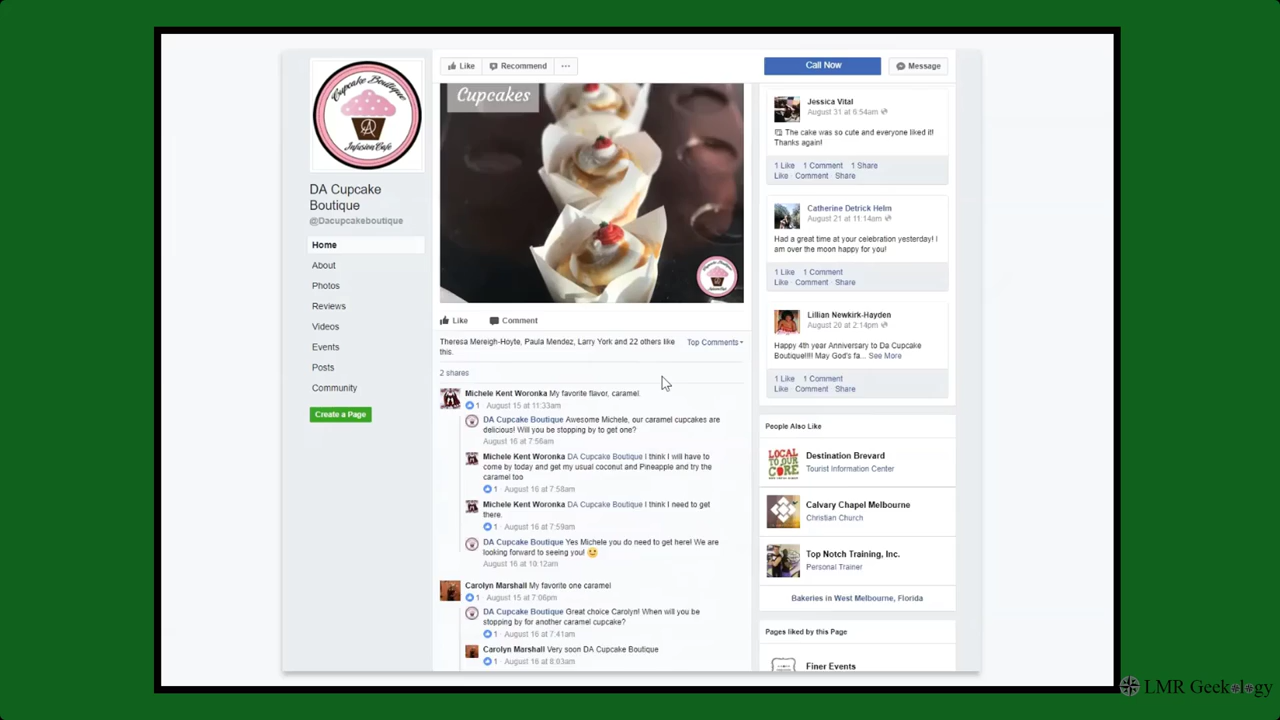 Cupcake Boutique
DA
Infusion Cafe
DA Cupcake
Boutique
@Dacupcakeboutique
Home
About
Photos
Reviews
Videos
Events
Posts
Community
Create a Page
Like
Recommend
...
Call Now
Message
Cupcakes
Like
Comment
Theresa Mereigh-Hoyte, Paula Mendez, Larry York and 22 others like
this.
Top Comments
2 shares
Michele Kent Woronka My favorite flavor, caramel.
1 · August 15 at 11:33am
DA Cupcake Boutique Awesome Michele, our caramel cupcakes are
delicious! Will you be stopping by to get one?
August 16 at 7:56am
Michele Kent Woronka DA Cupcake Boutique I think I will have to
come by today and get my usual coconut and Pineapple and try the
caramel too
1 · August 16 at 7:58am
Michele Kent Woronka DA Cupcake Boutique I think I need to get
there.
1 · August 16 at 7:59am
DA Cupcake Boutique Yes Michele you do need to get here! We are
looking forward to seeing you!
August 16 at 10:12am
Carolyn Marshall My favorite one caramel
1 · August 15 at 7:06pm
DA Cupcake Boutique Great choice Carolyn! When will you be
stopping by for another caramel cupcake?
1 · August 16 at 7:41am
Carolyn Marshall Very soon DA Cupcake Boutique
1 · August 16 at 8:03am
Jessica Vital
August 31 at 6:54am
The cake was so cute and everyone liked it!
Thanks again!
1 Like 1 Comment 1 Share
Like · Comment · Share
Catherine Detrick Helm
August 21 at 11:14am
Had a great time at your celebration yesterday! I
am over the moon happy for you!
1 Like 1 Comment
Like · Comment · Share
Lillian Newkirk-Hayden
August 20 at 2:14pm
Happy 4th year Anniversary to Da Cupcake
Boutique!!!! May God's fa... See More
1 Like 1 Comment
Like · Comment · Share
People Also Like
LOCAL
TO OUR
CORE
Destination Brevard
Tourist Information Center
Calvary Chapel Melbourne
Christian Church
Top Notch Training, Inc.
Personal Trainer
Bakeries in West Melbourne, Florida
Pages liked by this Page
Finer Events
LMR Geekology